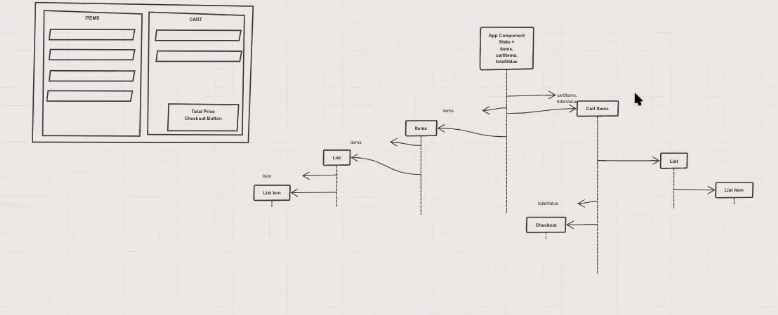 ITEMS
CART
Total Price
Checkout Button
App Component
State =
items,
cartItems,
totalValue
cartItems,
totalValue
Cart Items
items
Items
items
List
item
List Item
List
List Item
totalValue
Checkout